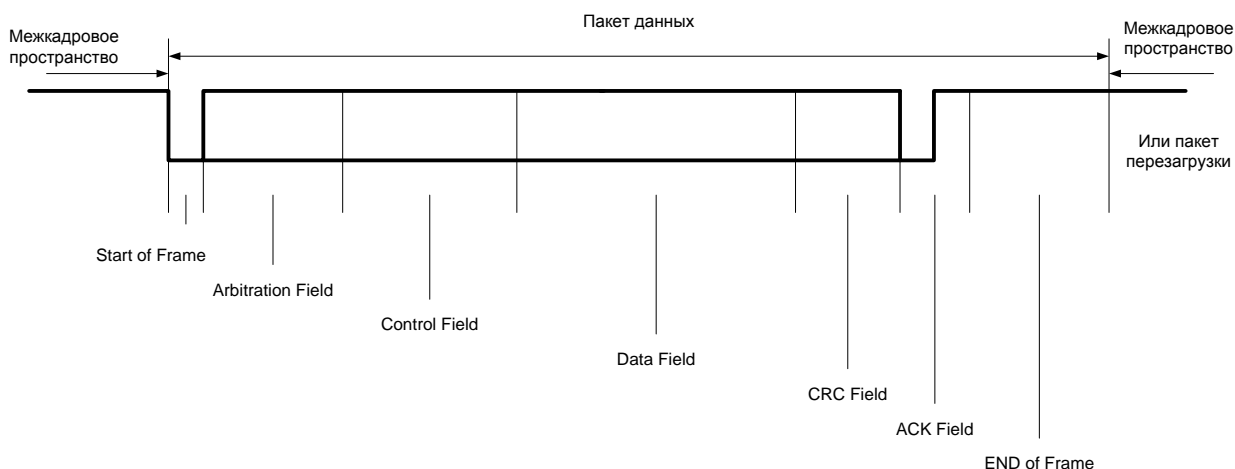 Пакет данных
Межкадровое
пространство
Межкадровое
пространство
Или пакет
перезагрузки
Start of Frame
Arbitration Field
Control Field
Data Field
CRC Field
ACK Field
END of Frame